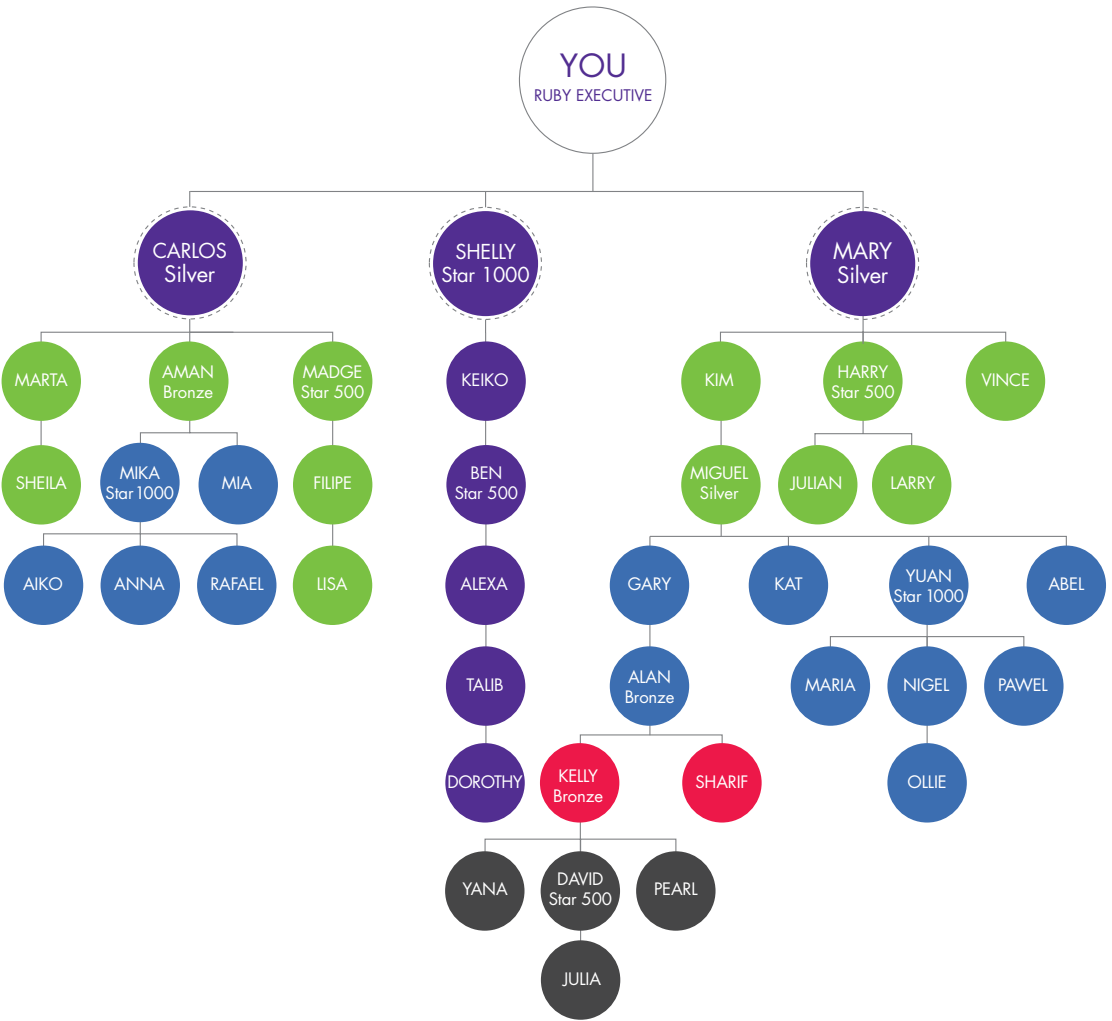 YOU
RUBY EXECUTIVE
CARLOS
Silver
SHELLY
Star 1000
MARY
Silver
MARTA
AMAN
Bronze
MADGE
Star 500
KEIKO
KIM
HARRY
Star 500
VINCE
SHEILA
MIKA
Star 1000
MIA
FILIPE
BEN
Star 500
MIGUEL
Silver
JULIAN
LARRY
AIKO
ANNA
RAFAEL
LISA
ALEXA
GARY
KAT
YUAN
Star 1000
ABEL
TALIB
ALAN
Bronze
MARIA
NIGEL
PAWEL
DOROTHY
KELLY
Bronze
SHARIF
OLLIE
YANA
DAVID
Star 500
PEARL
JULIA